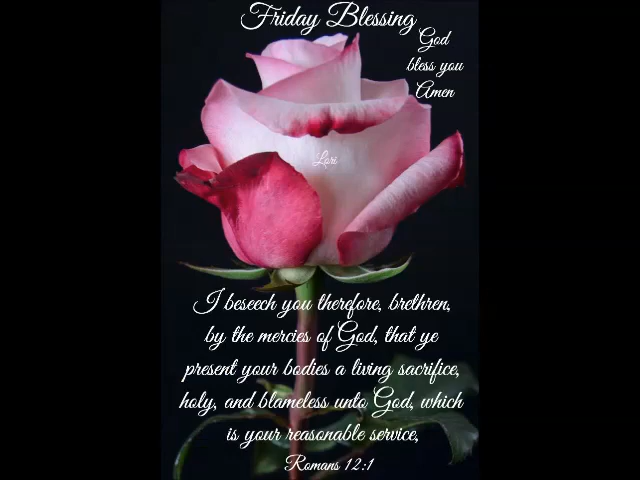 Friday Blessing
God
bless you
Amen
Lori
I beseech you therefore, brethren,
by the mercies of God, that ye
present your bodies a living sacrifice,
holy, and blameless unto God, which
is your reasonable service,
Romans 12:1